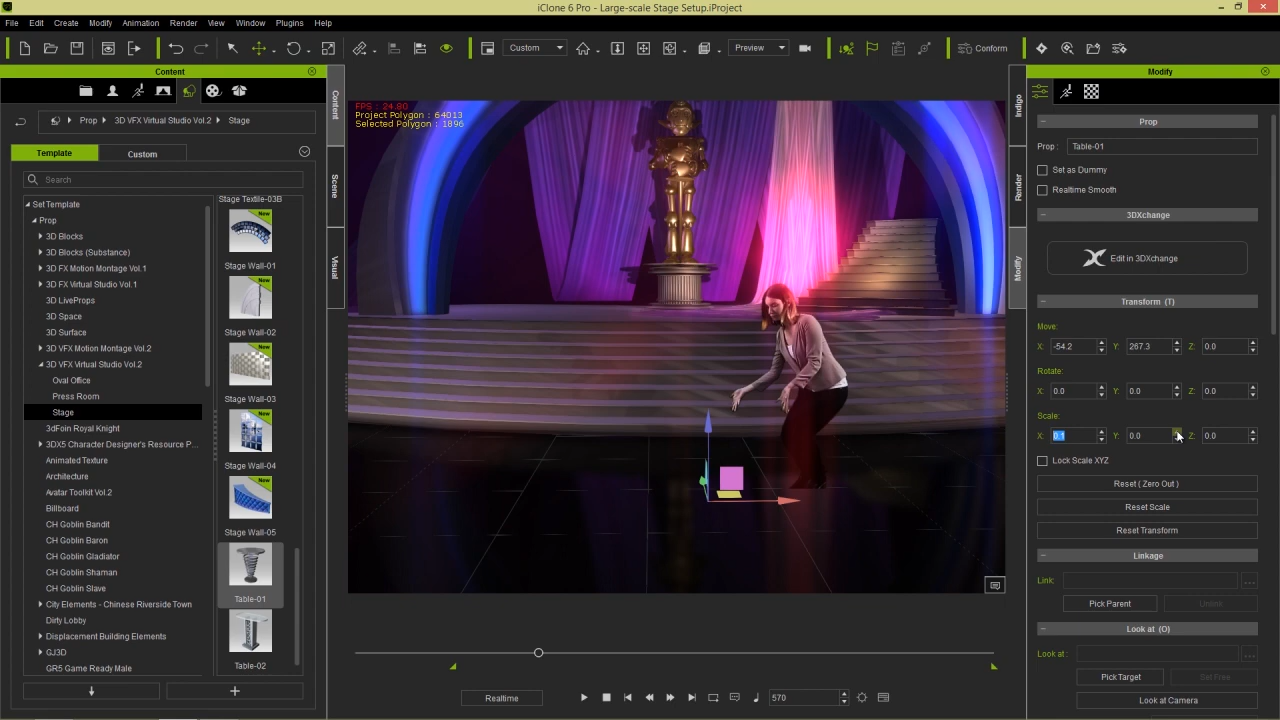 iClone 6 Pro - Large-scale Stage Setup.iProject
File Edit Create Modify Animation Render Window Plugins Help
Custom
Preview
Conform
Content
Modify
Prop 3D VFX Virtual Studio Vol.2 Stage
Template
Custom
Search
SetTemplate
Prop
3D Blocks
3D Blocks (Substance)
3D FX Motion Montage Vol.1
3D FX Virtual Studio Vol.1
3D LiveProps
3D Space
3D Surface
3D VFX Motion Montage Vol.2
3D VFX Virtual Studio Vol.2
Oval Office
Press Room
Stage
3dFoin Royal Knight
3DX5 Character Designer's Resource P...
Animated Texture
Architecture
Avatar Toolkit Vol.2
Billboard
CH Goblin Bandit
CH Goblin Baron
CH Goblin Gladiator
CH Goblin Shaman
CH Goblin Slave
City Elements - Chinese Riverside Town
Dirty Lobby
Displacement Building Elements
GJ3D
GR5 Game Ready Male
Stage Textile-03B
New
Stage Wall-01
New
Stage Wall-02
New
Stage Wall-03
New
Stage Wall-04
New
Stage Wall-05
Table-01
Table-02
Content
Scene
Visual
FPS : 24.80
Project Polygon : 64013
Selected Polygon : 1896
Realtime
570
Indigo
Render
Modify
Prop
Prop : Table-01
Set as Dummy
Realtime Smooth
3DXchange
Edit in 3DXchange
Transform (T)
Move:
X: -54.2 Y: 267.3 Z: 0.0
Rotate:
X: 0.0 Y: 0.0 Z: 0.0
Scale:
X: 0.1 Y: 0.0 Z: 0.0
Lock Scale XYZ
Reset ( Zero Out )
Reset Scale
Reset Transform
Linkage
Link:
Pick Parent Unlink
Look at (O)
Look at :
Pick Target Set Free
Look at Camera